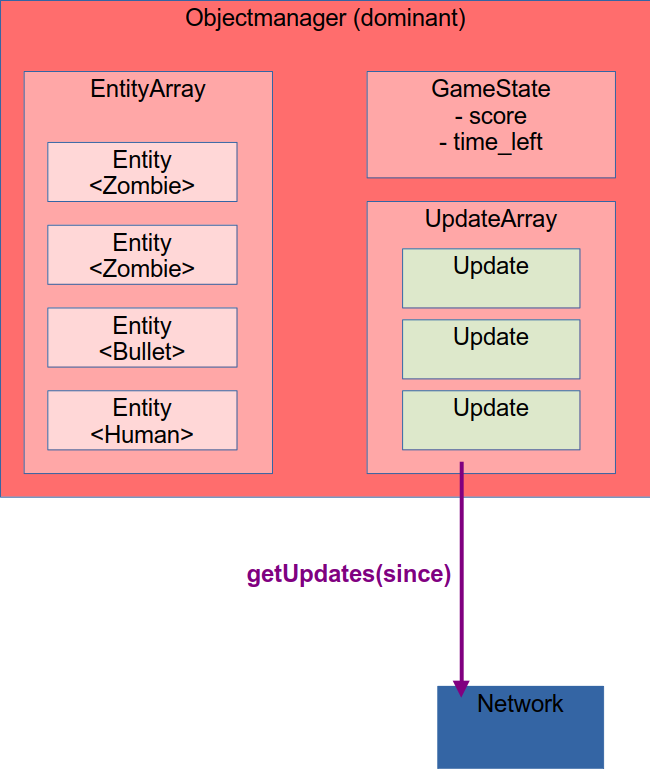 Objectmanager (dominant)
EntityArray
Entity
<Zombie>
Entity
<Zombie>
Entity
<Bullet>
Entity
<Human>
GameState
- score
- time_left
UpdateArray
Update
Update
Update
getUpdates(since)
Network